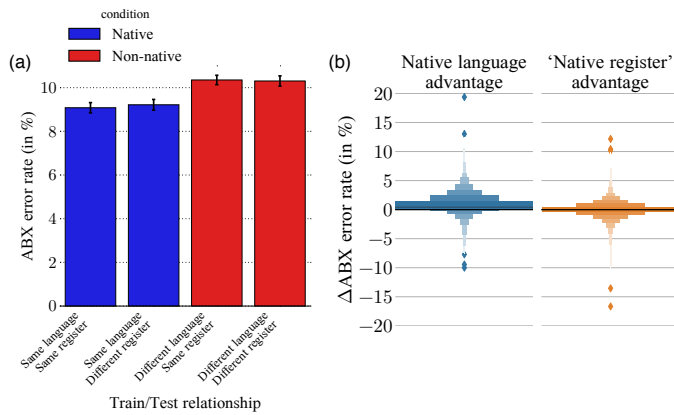 condition
Native
Non-native
(a)
10
8
6
4
2
0
ABX error rate (in %)
Same language
Same register
Same language
Different register
Different language
Same register
Different language
Different register
Train/Test relationship
(b)
Native language
advantage
‘Native register’
advantage
20
15
10
5
0
−5
−10
−15
−20
ΔABX error rate (in %)